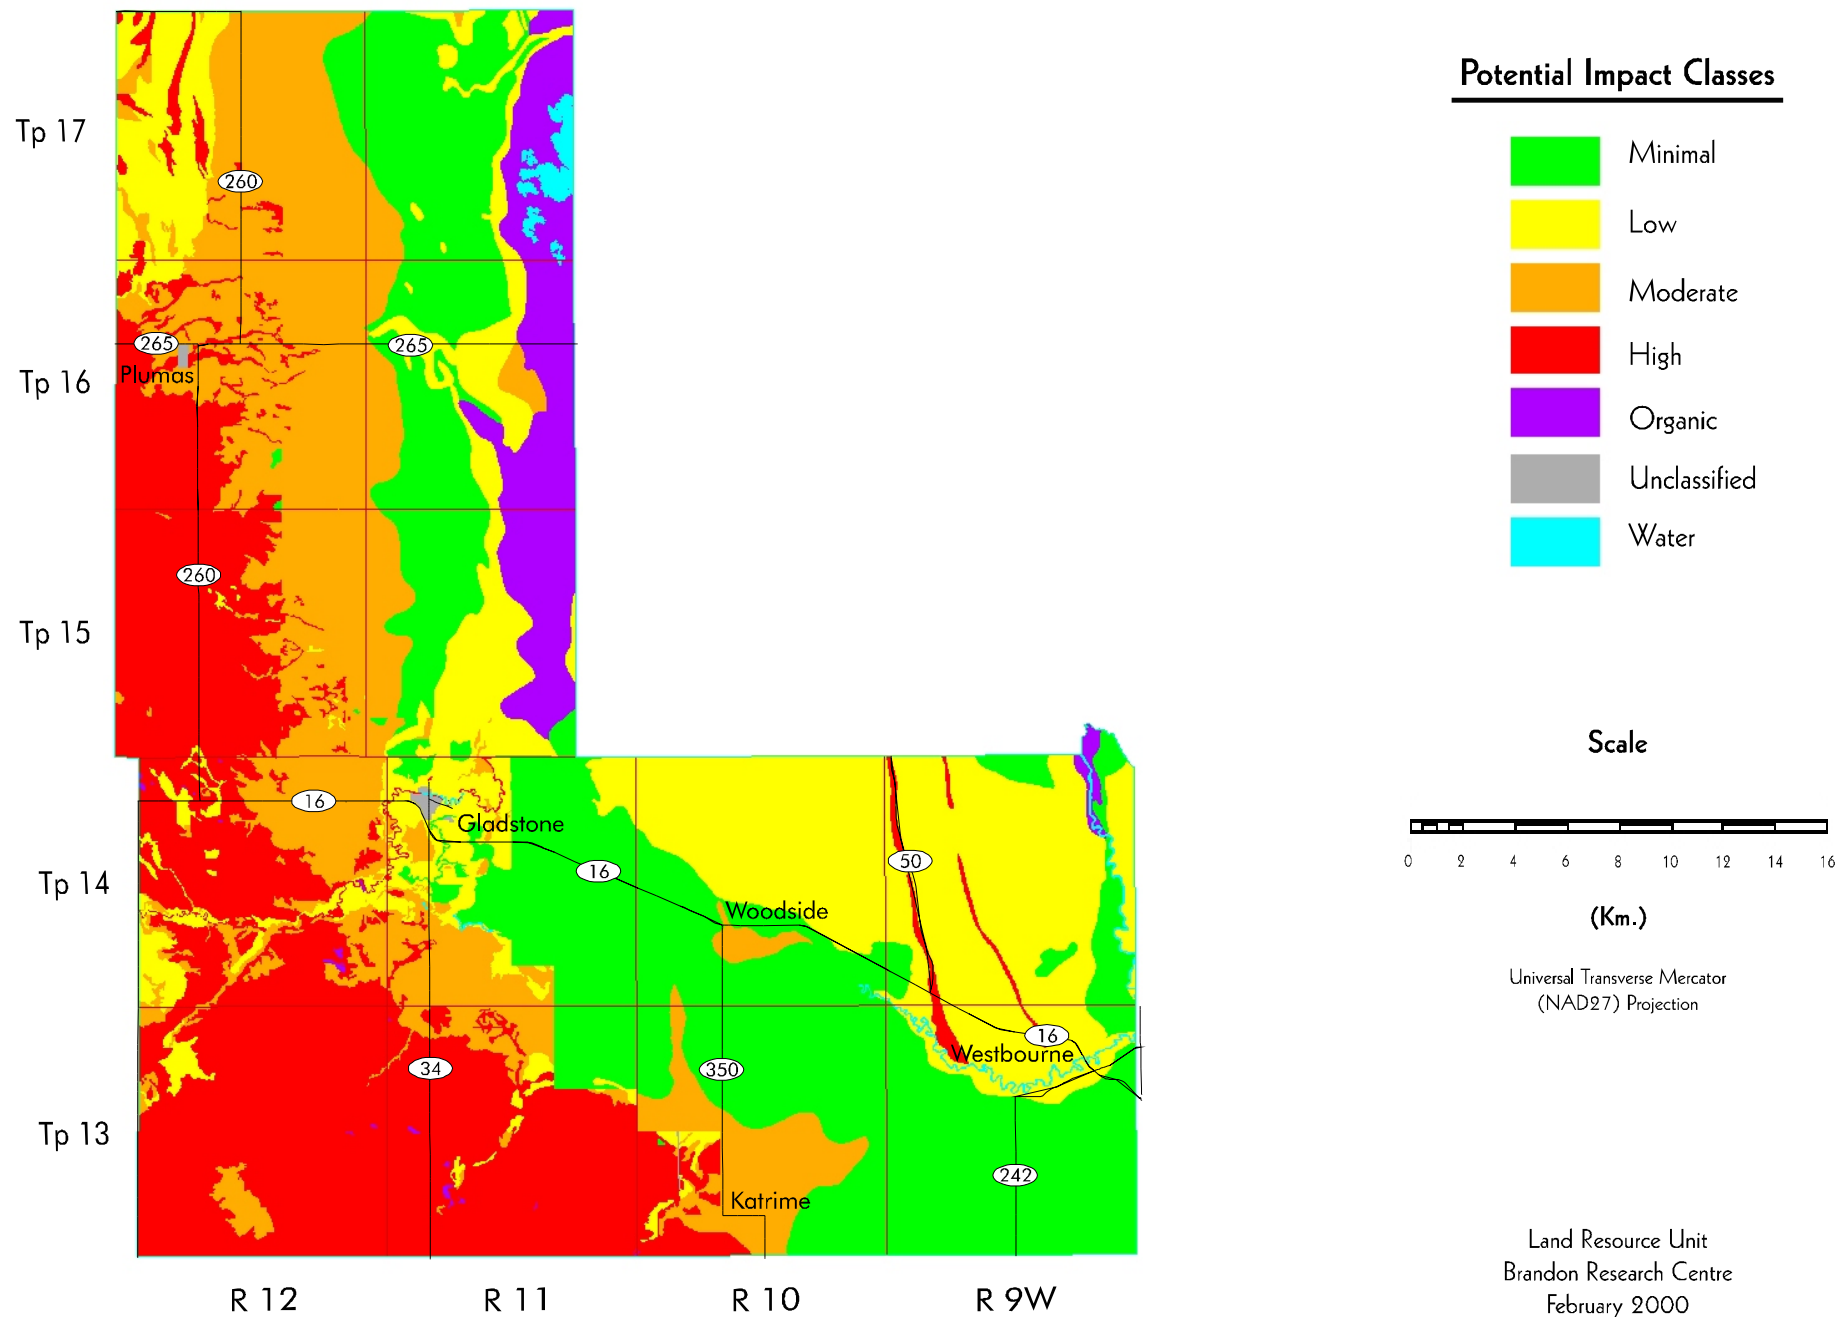 Potential Impact Classes
Minimal
Low
Moderate
High
Organic
Unclassified
Water
Tp 17
260
265
265
Plumas
Tp 16
260
Tp 15
16
Gladstone
16
50
Tp 14
Woodside
16
Westbourne
34
350
Tp 13
242
Katrime
R 12
R 11
R 10
R 9W
Scale
0 2 4 6 8 10 12 14 16
(Km.)
Universal Transverse Mercator
(NAD27) Projection
Land Resource Unit
Brandon Research Centre
February 2000